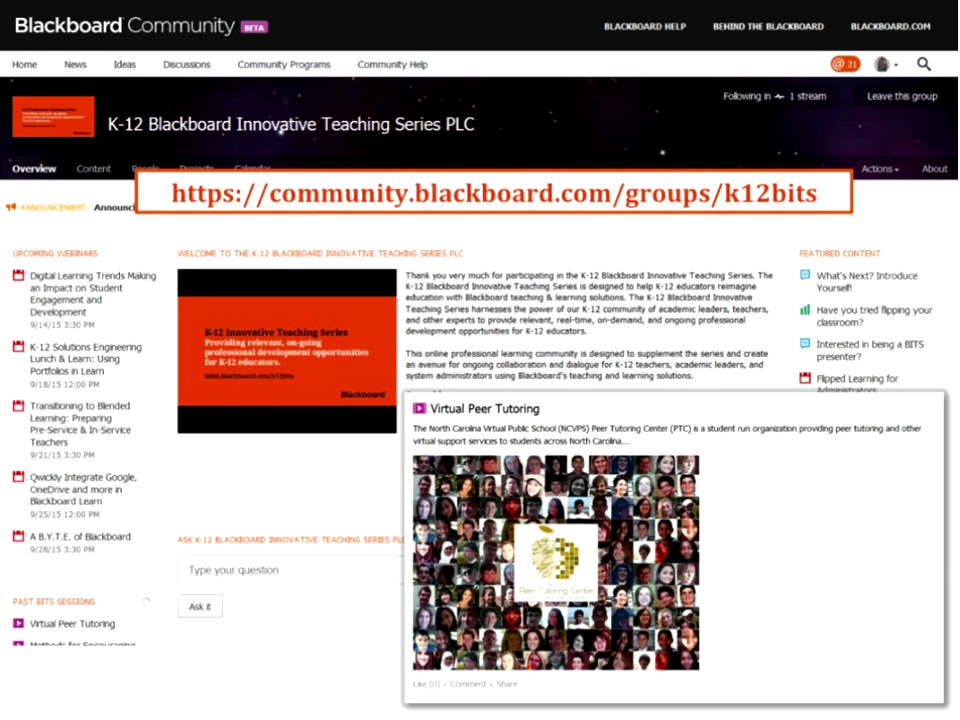 Blackboard Community BETA
BLACKBOARD HELP BEHIND THE BLACKBOARD BLACKBOARD.COM
Home News Ideas Discussions Community Programs Community Help
@ 21
Following in 1 stream Leave this group
K-12 Blackboard Innovative Teaching Series PLC
Overview Content People Projects Calendar Actions About
https://community.blackboard.com/groups/k12bits
ANNOUNCEMENT Announci
UPCOMING WEBINARS
Digital Learning Trends Making
an Impact on Student
Engagement and
Development
9/14/15 3:30 PM
K-12 Solutions Engineering
Lunch & Learn: Using
Portfolios in Learn
9/18/15 12:00 PM
Transitioning to Blended
Learning: Preparing
Pre-Service & In-Service
Teachers
9/21/15 3:30 PM
Qwickly Integrate Google,
OneDrive and more in
Blackboard Learn
9/25/15 12:00 PM
A B.Y.T.E. of Blackboard
9/28/15 3:30 PM
PAST BITS SESSIONS
Virtual Peer Tutoring
Methods for Encouraging
WELCOME TO THE K-12 BLACKBOARD INNOVATIVE TEACHING SERIES PLC
K-12 Innovative Teaching Series
Providing relevant, on-going
professional development opportunities
for K-12 educators.
bbbb.blackboard.com/k12bits
Blackboard
Thank you very much for participating in the K-12 Blackboard Innovative Teaching Series. The
K-12 Blackboard Innovative Teaching Series is designed to help K-12 educators reimagine
education with Blackboard teaching & learning solutions. The K-12 Blackboard Innovative
Teaching Series harnesses the power of our K-12 community of academic leaders, teachers,
and other experts to provide relevant, real-time, on-demand, and ongoing professional
development opportunities for K-12 educators.
This online professional learning community is designed to supplement the series and create
an avenue for ongoing collaboration and dialogue for K-12 teachers, academic leaders, and
system administrators using Blackboard's teaching and learning solutions.
ASK K-12 BLACKBOARD INNOVATIVE TEACHING SERIES PLC
Type your question
Ask it
FEATURED CONTENT
What's Next? Introduce
Yourself!
Have you tried flipping your
classroom?
Interested in being a BITS
presenter?
Flipped Learning for
Administrators
Virtual Peer Tutoring
The North Carolina Virtual Public School (NCVPS) Peer Tutoring Center (PTC) is a student run organization providing peer tutoring and other
virtual support services to students across North Carolina...
Peer Tutoring Center
Like (0) • Comment • Share